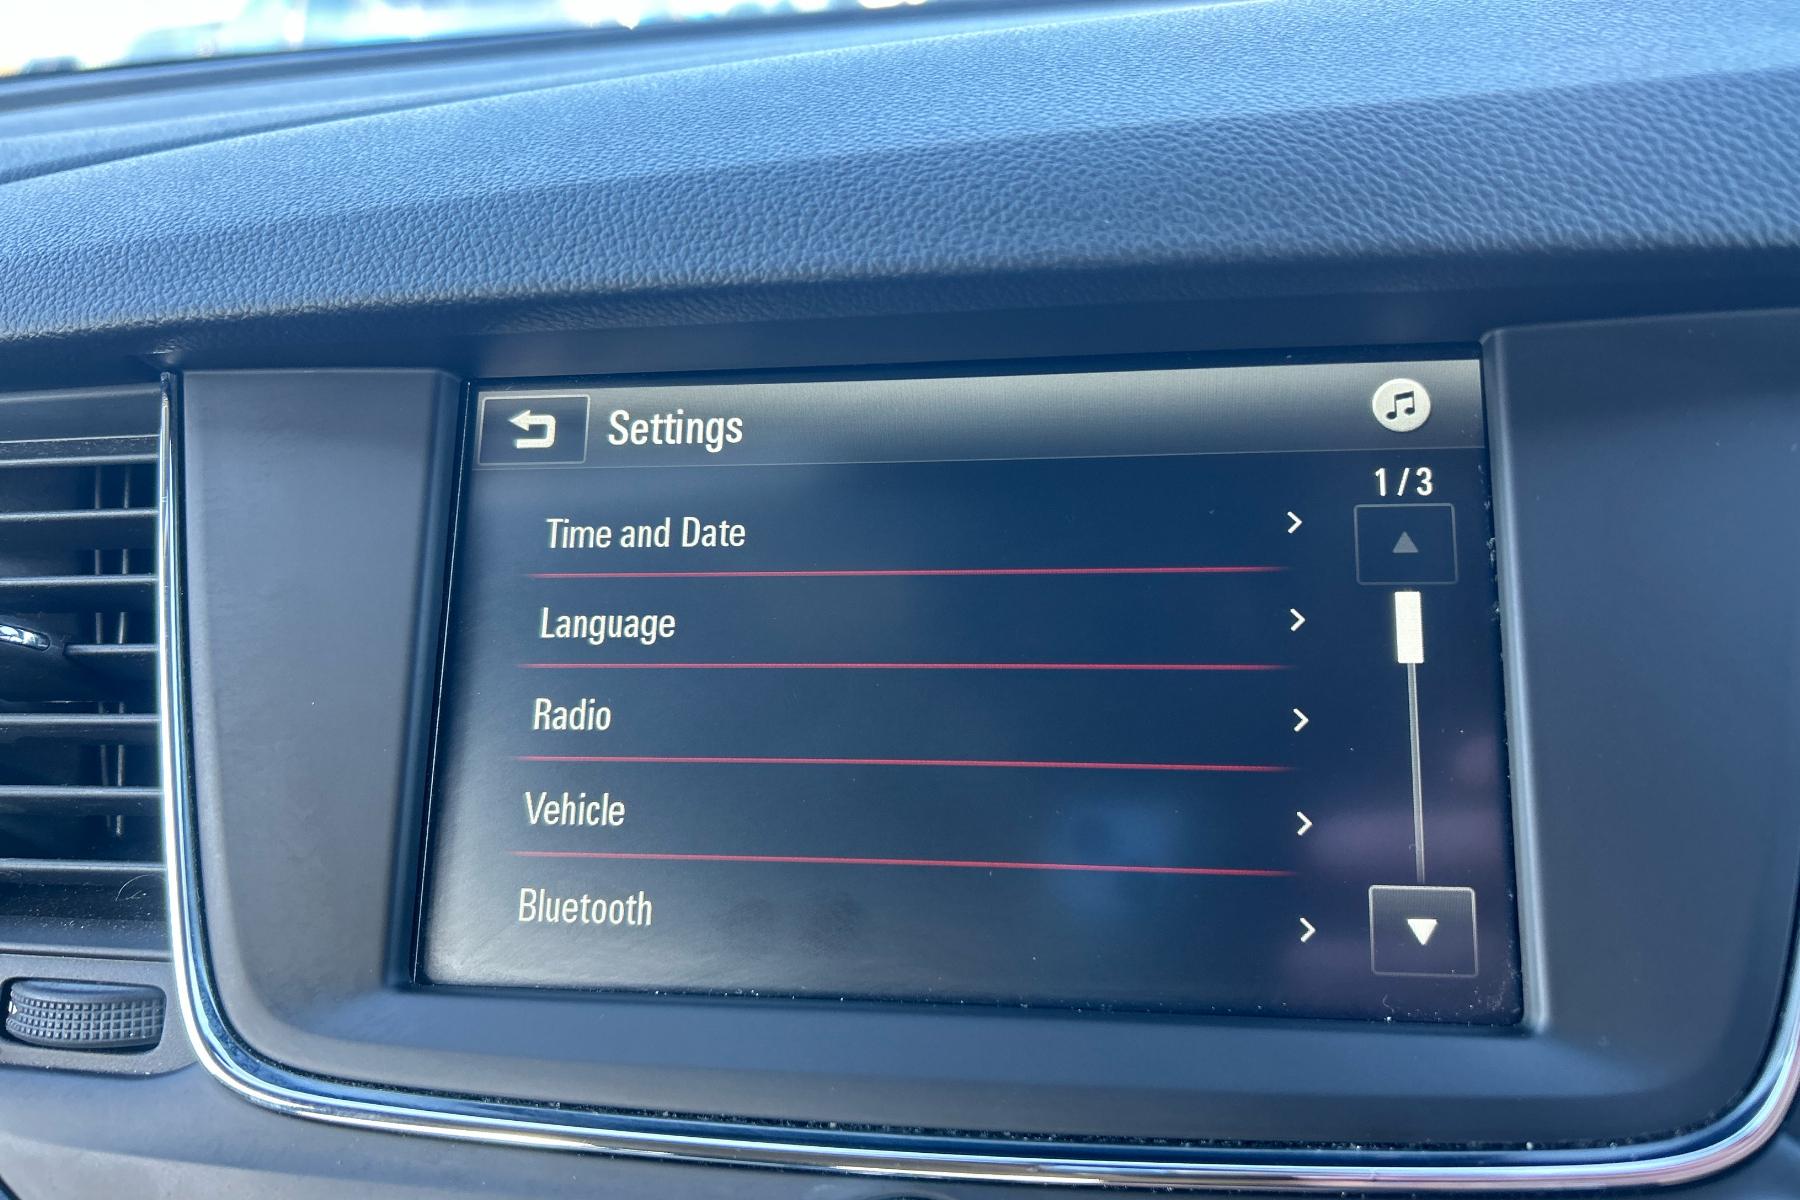 Settings
1/3
Time and Date
Language
Radio
Vehicle
Bluetooth